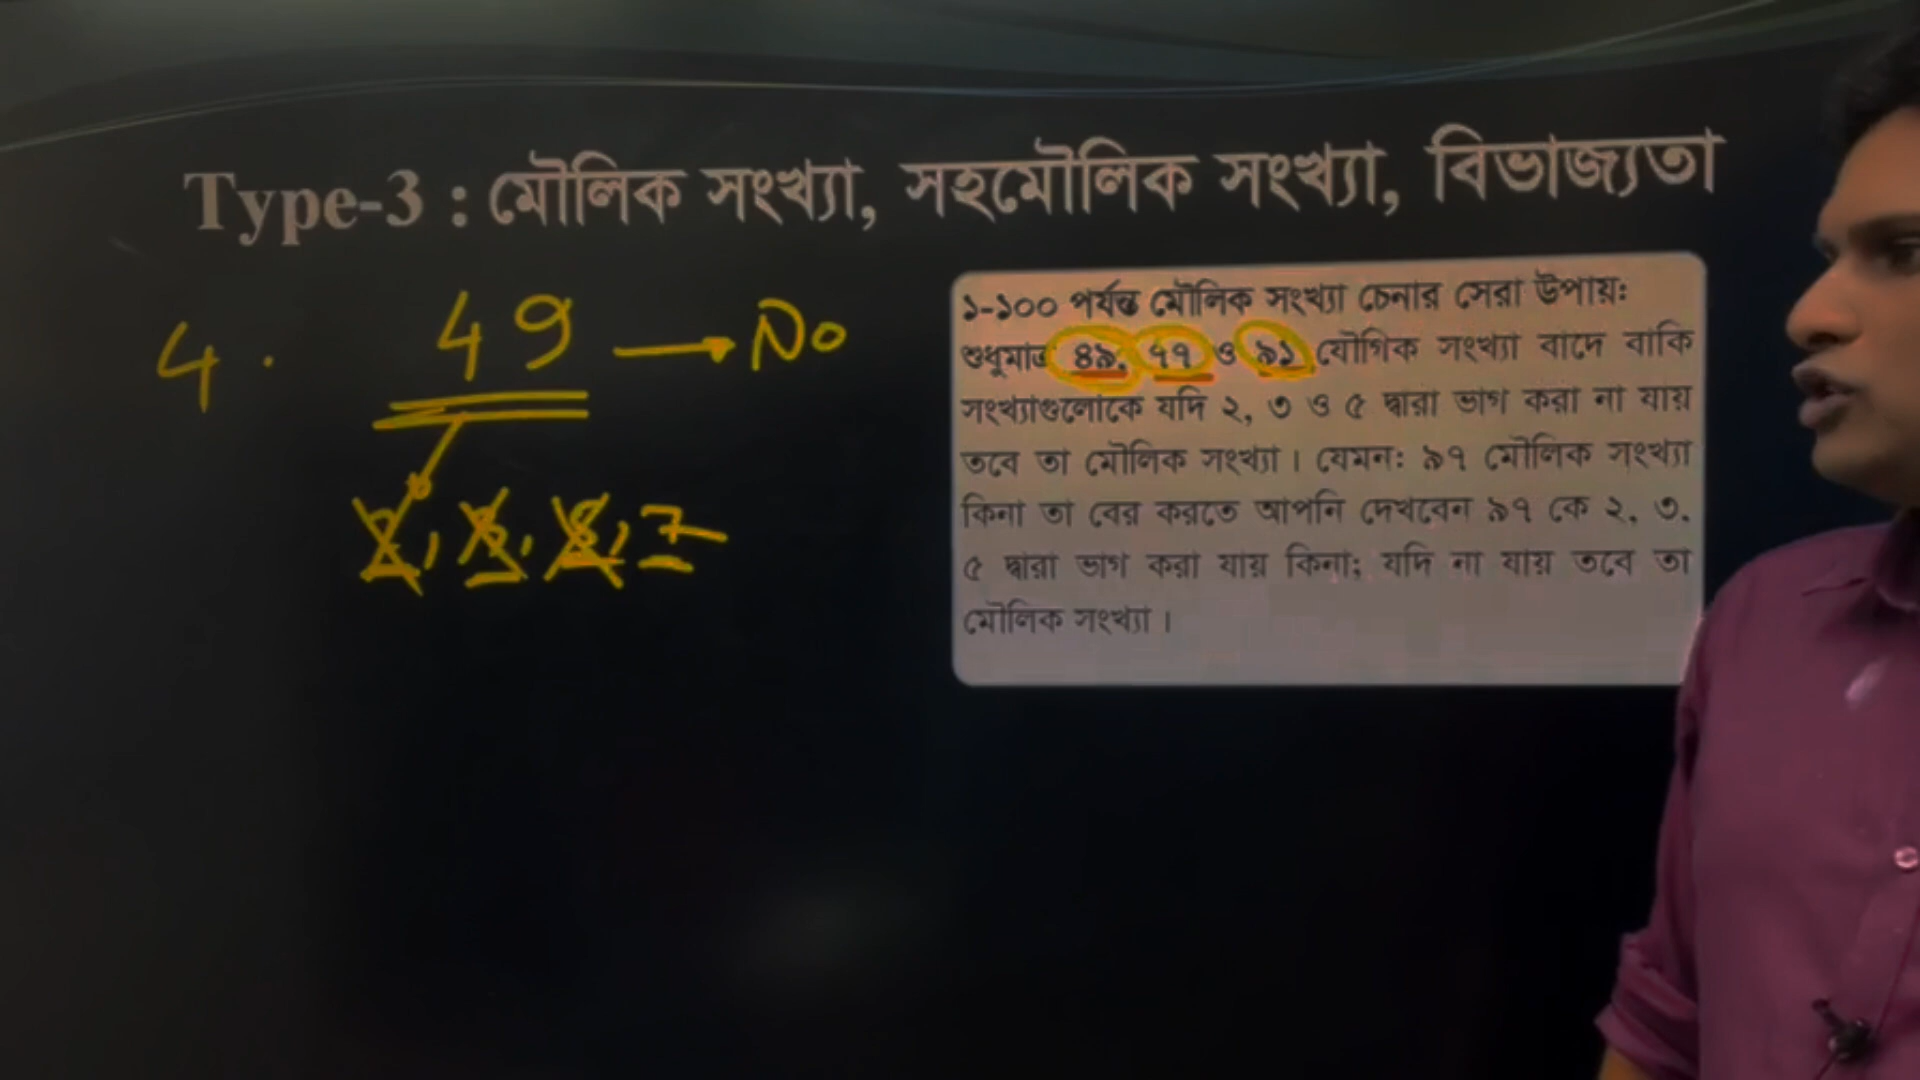 Type-3 : মৌলিক সংখ্যা, সহমৌলিক সংখ্যা, বিভাজ্যতা
4. 49 → No
2, 3, 5, 7
১-১০০ পর্যন্ত মৌলিক সংখ্যা চেনার সেরা উপায়ঃ
শুধুমাত্র ৪৯, ৭৭ ও ৯১ যৌগিক সংখ্যা বাদে বাকি
সংখ্যাগুলোকে যদি ২, ৩ ও ৫ দ্বারা ভাগ করা না যায়
তবে তা মৌলিক সংখ্যা। যেমনঃ ৯৭ মৌলিক সংখ্যা
কিনা তা বের করতে আপনি দেখবেন ৯৭ কে ২, ৩,
৫ দ্বারা ভাগ করা যায় কিনা; যদি না যায় তবে তা
মৌলিক সংখ্যা।